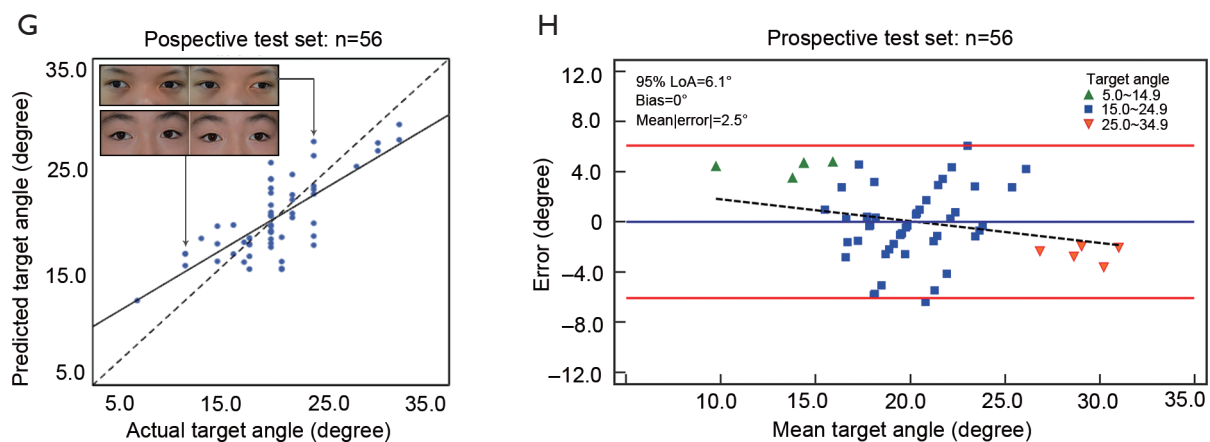 G
Pospective test set: n=56
35.0
25.0
15.0
5.0
Predicted target angle (degree)
5.0 15.0 25.0 35.0
Actual target angle (degree)
H
Prospective test set: n=56
95% LoA=6.1°
Bias=0°
Mean|error|=2.5°
Target angle
5.0~14.9
15.0~24.9
25.0~34.9
12.0
8.0
4.0
0
–4.0
–8.0
–12.0
Error (degree)
10.0 15.0 20.0 25.0 30.0 35.0
Mean target angle (degree)